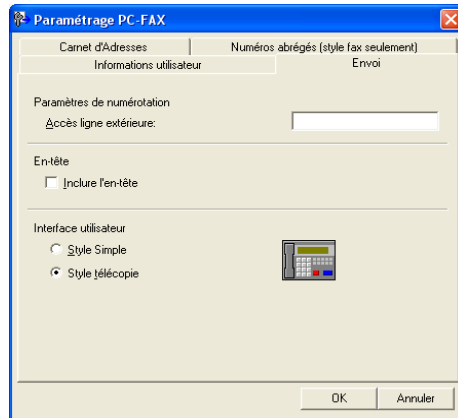 Paramétrage PC-FAX
Carnet d'Adresses
Numéros abrégés (style fax seulement)
Informations utilisateur
Envoi
Paramètres de numérotation
Accès ligne extérieure:
En-tête
Inclure l'en-tête
Interface utilisateur
Style Simple
Style télécopie
OK
Annuler